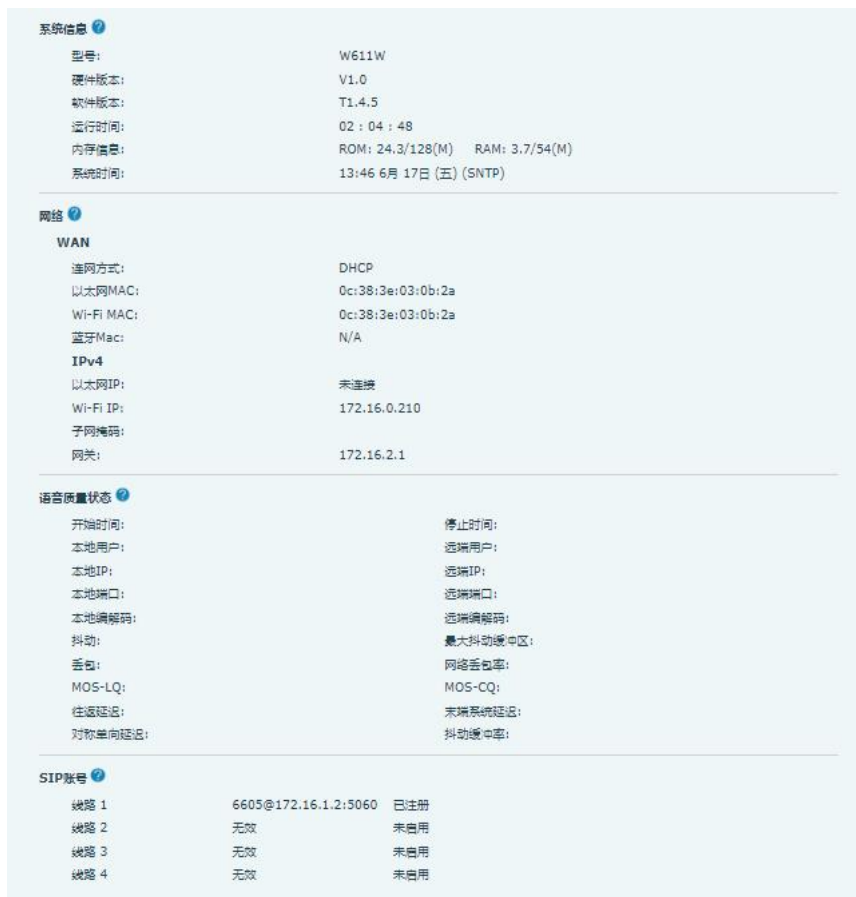 系统信息
型号: W611W
硬件版本: V1.0
软件版本: T1.4.5
运行时间: 02 : 04 : 48
内存信息: ROM: 24.3/128(M) RAM: 3.7/54(M)
系统时间: 13:46 6月 17日 (五) (SNTP)
网络
WAN
连网方式: DHCP
以太网MAC: 0c:38:3e:03:0b:2a
Wi-Fi MAC: 0c:38:3e:03:0b:2a
蓝牙Mac: N/A
IPv4
以太网IP: 未连接
Wi-Fi IP: 172.16.0.210
子网掩码:
网关: 172.16.2.1
语音质量状态
开始时间: 停止时间:
本地用户: 远端用户:
本地IP: 远端IP:
本地端口: 远端端口:
本地编解码: 远端编解码:
抖动: 最大抖动缓冲区:
丢包: 网络丢包率:
MOS-LQ: MOS-CQ:
往返延迟: 末端系统延迟:
对称单向延迟: 抖动缓冲率:
SIP账号
线路 1 6605@172.16.1.2:5060 已注册
线路 2 无效 未启用
线路 3 无效 未启用
线路 4 无效 未启用